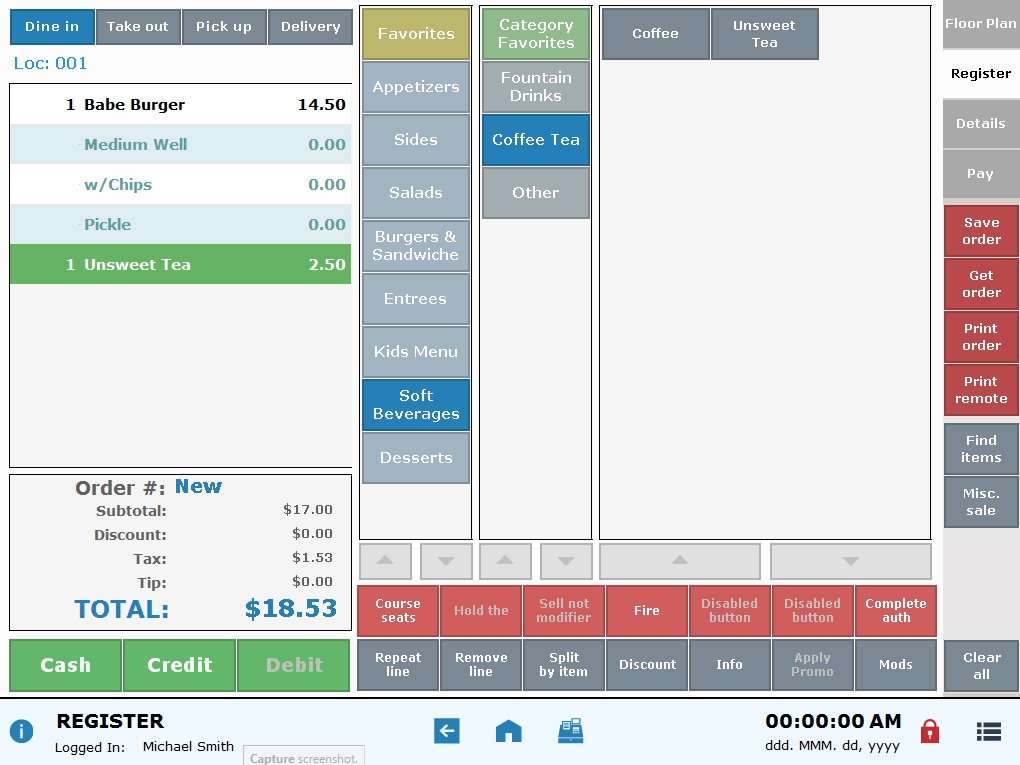 Dine in
Take out
Pick up
Delivery
Loc: 001
1 Babe Burger 14.50
Medium Well 0.00
w/Chips 0.00
Pickle 0.00
1 Unsweet Tea 2.50
Order #: New
Subtotal: $17.00
Discount: $0.00
Tax: $1.53
Tip: $0.00
TOTAL: $18.53
Cash
Credit
Debit
Favorites
Appetizers
Sides
Salads
Burgers &
Sandwiche
Entrees
Kids Menu
Soft
Beverages
Desserts
Category
Favorites
Fountain
Drinks
Coffee Tea
Other
Coffee
Unsweet
Tea
Course
seats
Hold the
Sell not
modifier
Fire
Disabled
button
Disabled
button
Complete
auth
Repeat
line
Remove
line
Split
by item
Discount
Info
Apply
Promo
Mods
Floor Plan
Register
Details
Pay
Save
order
Get
order
Print
order
Print
remote
Find
items
Misc.
sale
Clear
all
REGISTER
Logged In: Michael Smith
Capture screenshot.
00:00:00 AM
ddd. MMM. dd, yyyy